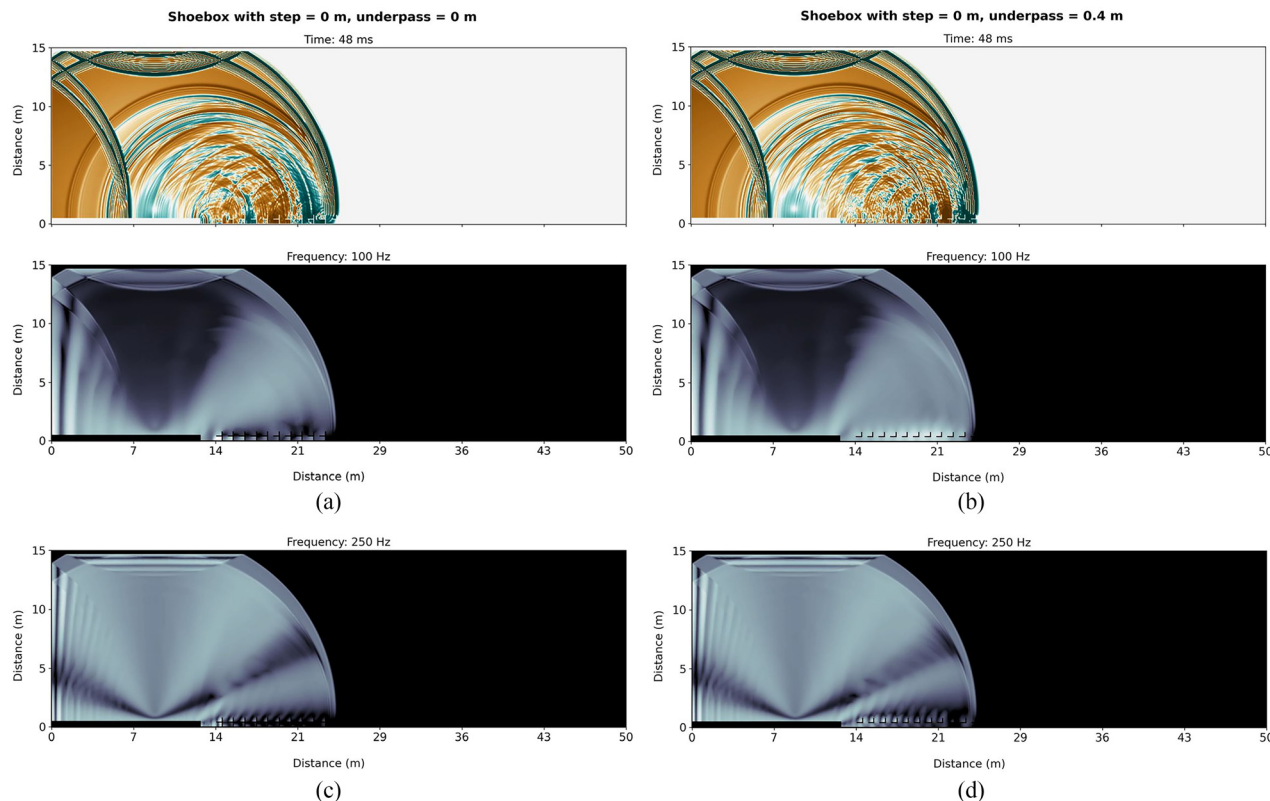 Shoebox with step = 0 m, underpass = 0 m
Time: 48 ms
15
10
5
0
Distance (m)
Frequency: 100 Hz
15
10
5
0
Distance (m)
0 7 14 21 29 36 43 50
Distance (m)
(a)
Shoebox with step = 0 m, underpass = 0.4 m
Time: 48 ms
15
10
5
0
Distance (m)
Frequency: 100 Hz
15
10
5
0
Distance (m)
0 7 14 21 29 36 43 50
Distance (m)
(b)
Frequency: 250 Hz
15
10
5
0
Distance (m)
0 7 14 21 29 36 43 50
Distance (m)
(c)
Frequency: 250 Hz
15
10
5
0
Distance (m)
0 7 14 21 29 36 43 50
Distance (m)
(d)